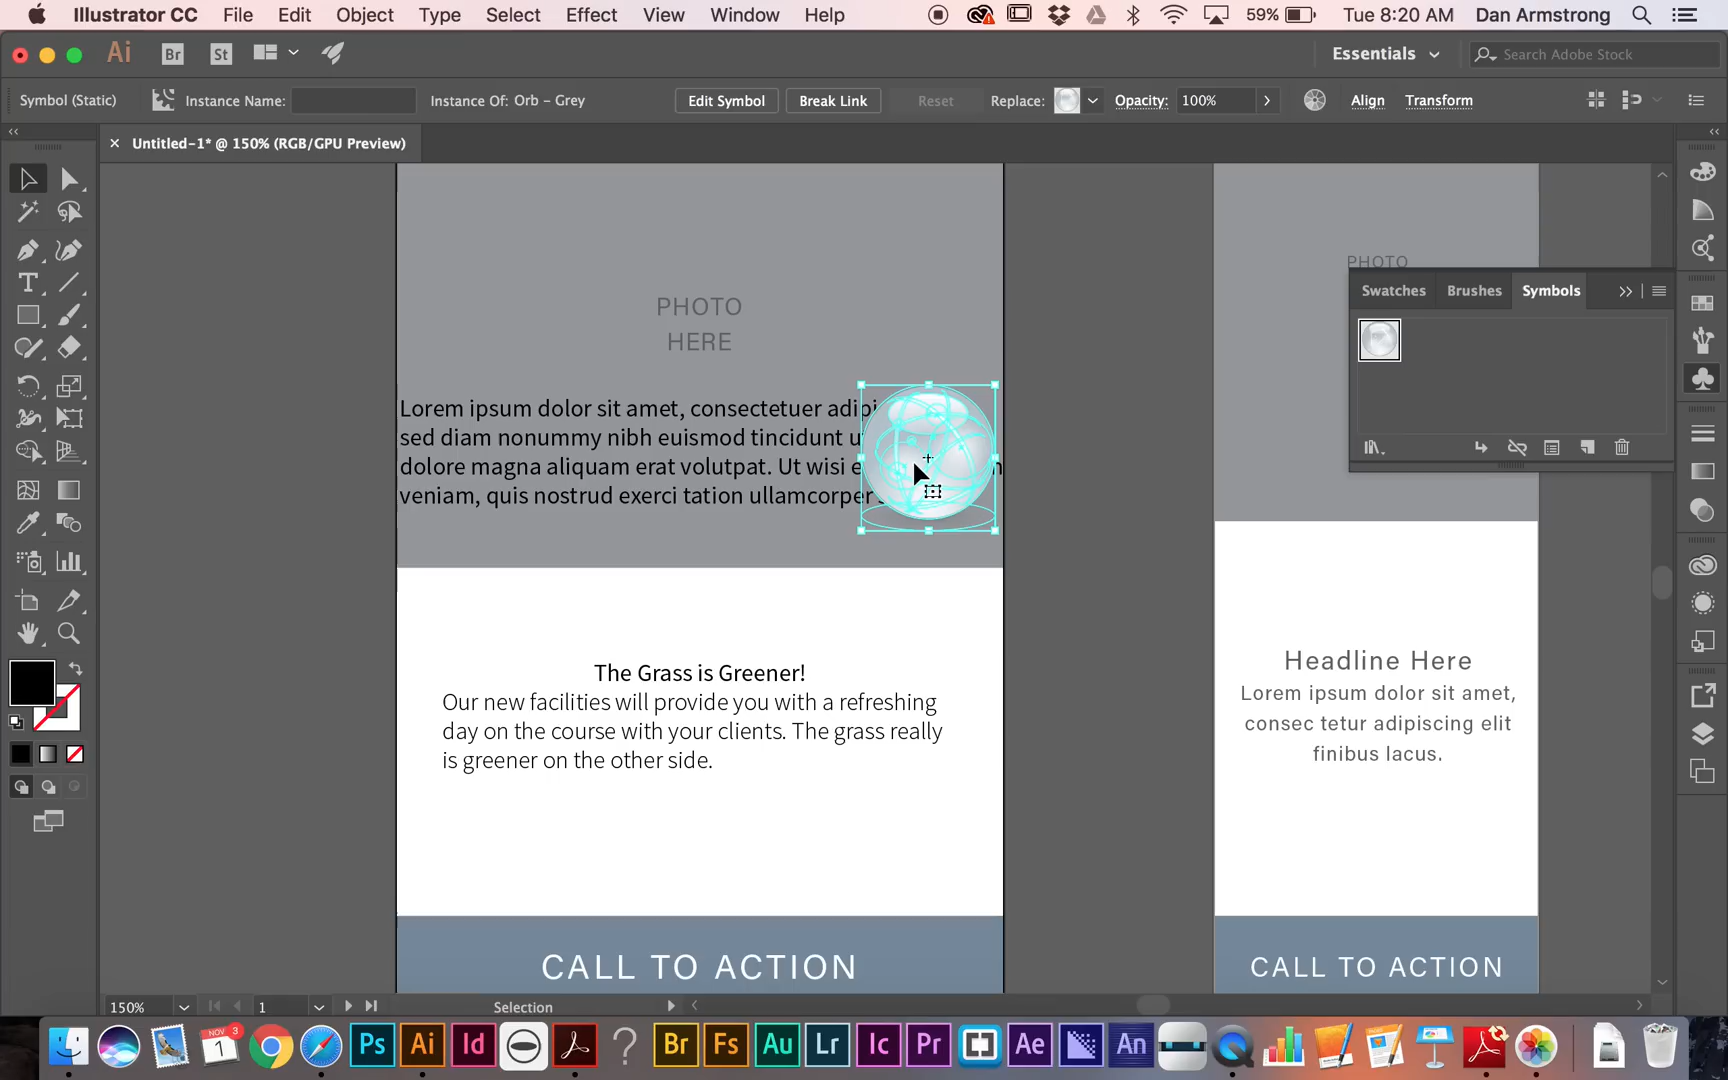 Illustrator CC File Edit Object Type Select Effect View Window Help 59% Tue 8:20 AM Dan Armstrong
Ai Br St Essentials Search Adobe Stock
Symbol (Static) Instance Name: Instance Of: Orb – Grey Edit Symbol Break Link Reset Replace: Opacity: 100% Align Transform
Untitled-1* @ 150% (RGB/GPU Preview)
PHOTO
HERE
Lorem ipsum dolor sit amet, consectetuer adipi
sed diam nonummy nibh euismod tincidunt u
dolore magna aliquam erat volutpat. Ut wisi e
veniam, quis nostrud exerci tation ullamcorper
The Grass is Greener!
Our new facilities will provide you with a refreshing
day on the course with your clients. The grass really
is greener on the other side.
CALL TO ACTION
PHOTO
Swatches Brushes Symbols
Headline Here
Lorem ipsum dolor sit amet,
consec tetur adipiscing elit
finibus lacus.
CALL TO ACTION
150% 1 Selection
NOV 3 1 Ps Ai Id ? Br Fs Au Lr Ic Pr Ae An